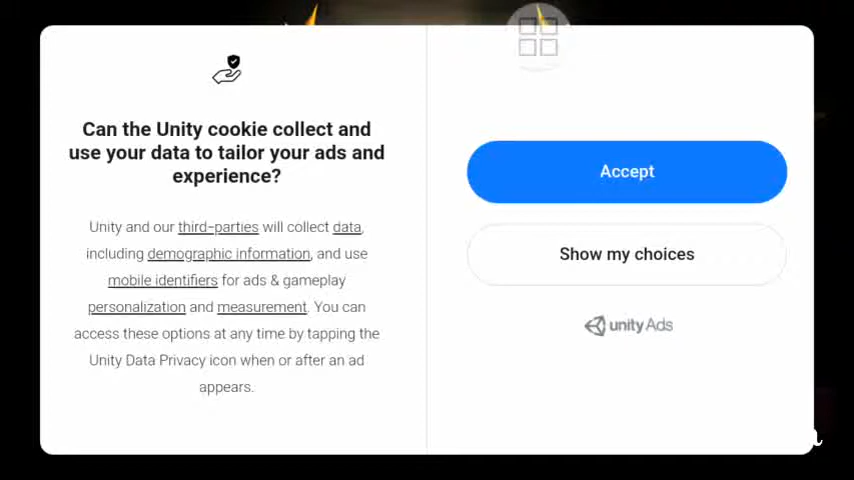 Can the Unity cookie collect and
use your data to tailor your ads and
experience?
Unity and our third-parties will collect data,
including demographic information, and use
mobile identifiers for ads & gameplay
personalization and measurement. You can
access these options at any time by tapping the
Unity Data Privacy icon when or after an ad
appears.
Accept
Show my choices
unity Ads